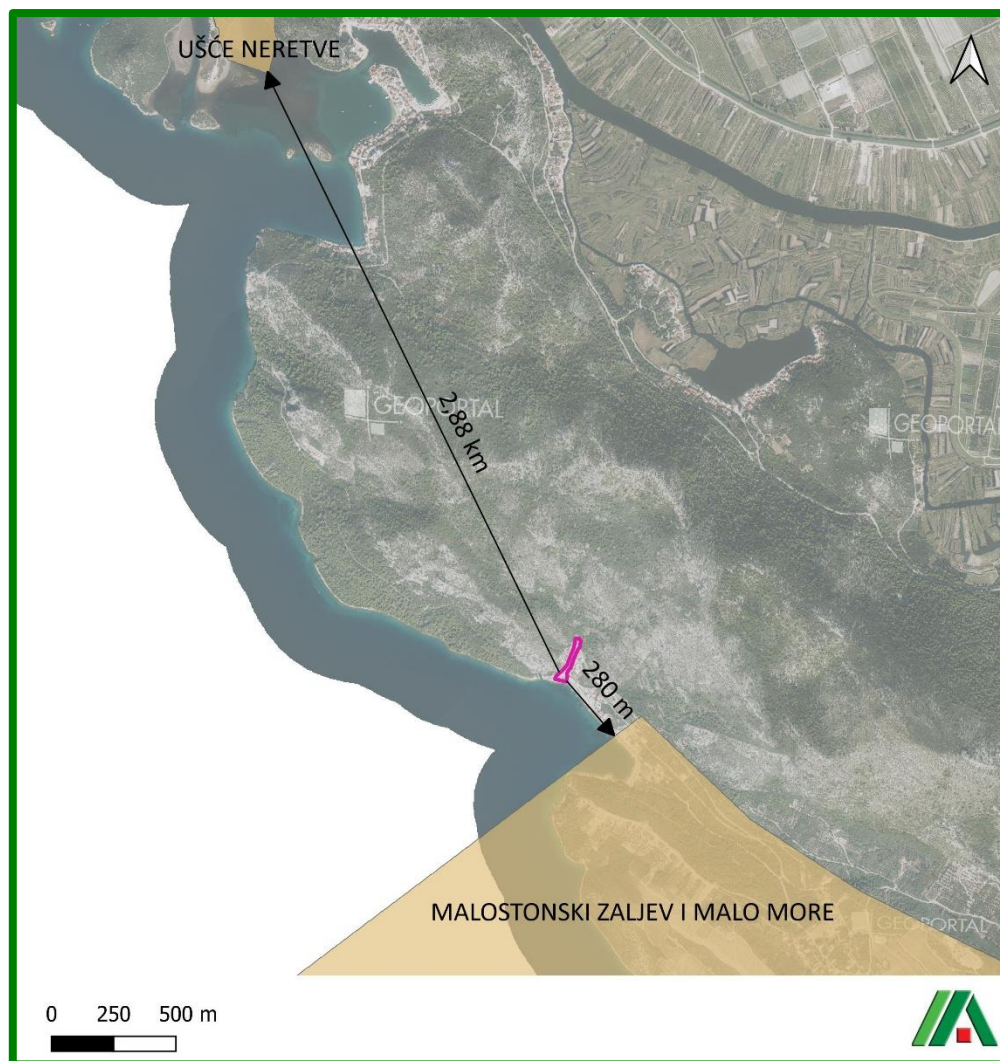 UŠĆE NERETVE
GEOPORTAL
GEOPORTAL
2,88 km
280 m
MALOSTONSKI ZALJEV I MALO MORE
GEOPORTAL
0 250 500 m